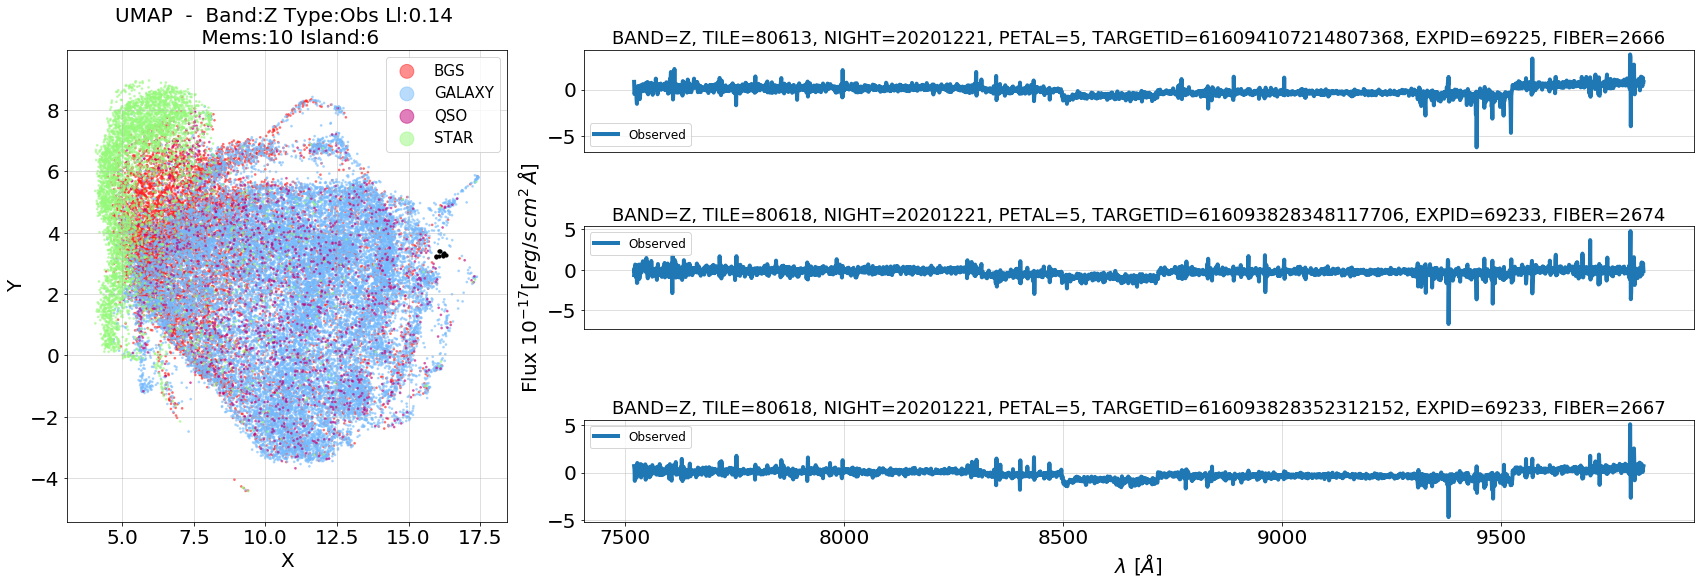 UMAP  -  Band:Z Type:Obs Ll:0.14
Mems:10 Island:6
BGS
GALAXY
QSO
STAR
8
6
4
2
0
−2
−4
Y
5.0 7.5 10.0 12.5 15.0 17.5
X
Flux 10⁻¹⁷[erg/s cm² Å]
BAND=Z, TILE=80613, NIGHT=20201221, PETAL=5, TARGETID=616094107214807368, EXPID=69225, FIBER=2666
0
−5
Observed
BAND=Z, TILE=80618, NIGHT=20201221, PETAL=5, TARGETID=616093828348117706, EXPID=69233, FIBER=2674
5
0
−5
Observed
BAND=Z, TILE=80618, NIGHT=20201221, PETAL=5, TARGETID=616093828352312152, EXPID=69233, FIBER=2667
5
0
−5
Observed
7500 8000 8500 9000 9500
λ [Å]